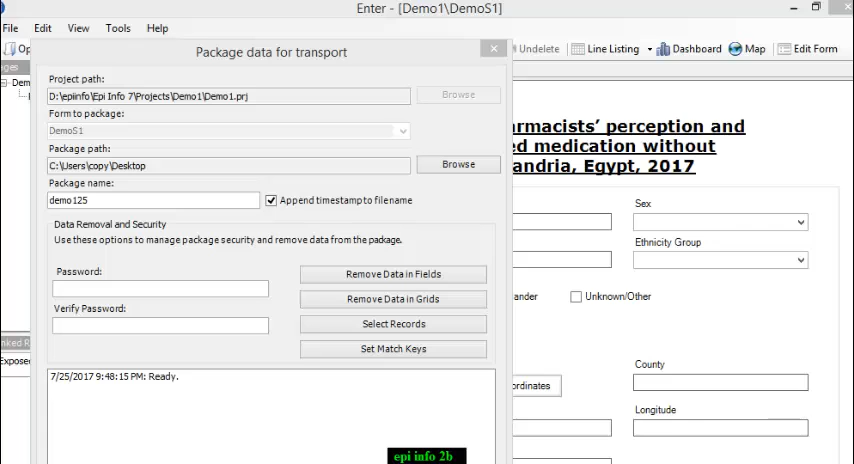 Enter - [Demo1\DemoS1]
File Edit View Tools Help
Undelete Line Listing Dashboard Map Edit Form
Package data for transport
Project path:
D:\epiinfo\Epi Info 7\Projects\Demo1\Demo1.prj
Browse
Form to package:
DemoS1
Package path:
C:\Users\copy\Desktop
Browse
Package name:
demo125
Append timestamp to filename
Data Removal and Security
Use these options to manage package security and remove data from the package.
Password:
Verify Password:
Remove Data in Fields
Remove Data in Grids
Select Records
Set Match Keys
7/25/2017 9:48:15 PM: Ready.
epi info 2b
armacists’ perception and
ed medication without
andria, Egypt, 2017
Sex
Ethnicity Group
ander
Unknown/Other
County
ordinates
Longitude
Exposed